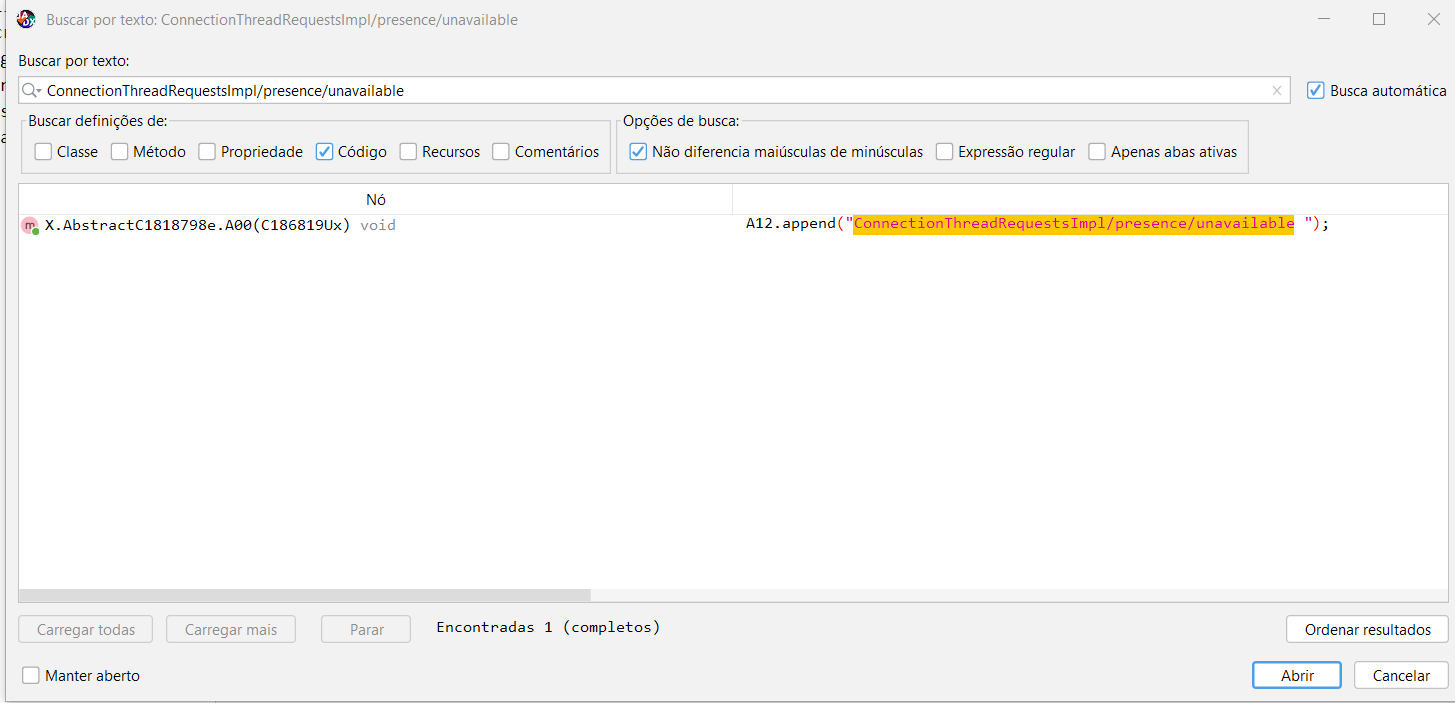 Buscar por texto: ConnectionThreadRequestsImpl/presence/unavailable
Buscar por texto:
ConnectionThreadRequestsImpl/presence/unavailable
Busca automática
Buscar definições de:
Opções de busca:
Classe Método Propriedade Código Recursos Comentários
Não diferencia maiúsculas de minúsculas Expressão regular Apenas abas ativas
Nó
X.AbstractC1818798e.A00(C186819Ux) void
A12.append("ConnectionThreadRequestsImpl/presence/unavailable ");
Carregar todas Carregar mais Parar Encontradas 1 (completos) Ordenar resultados
Manter aberto Abrir Cancelar